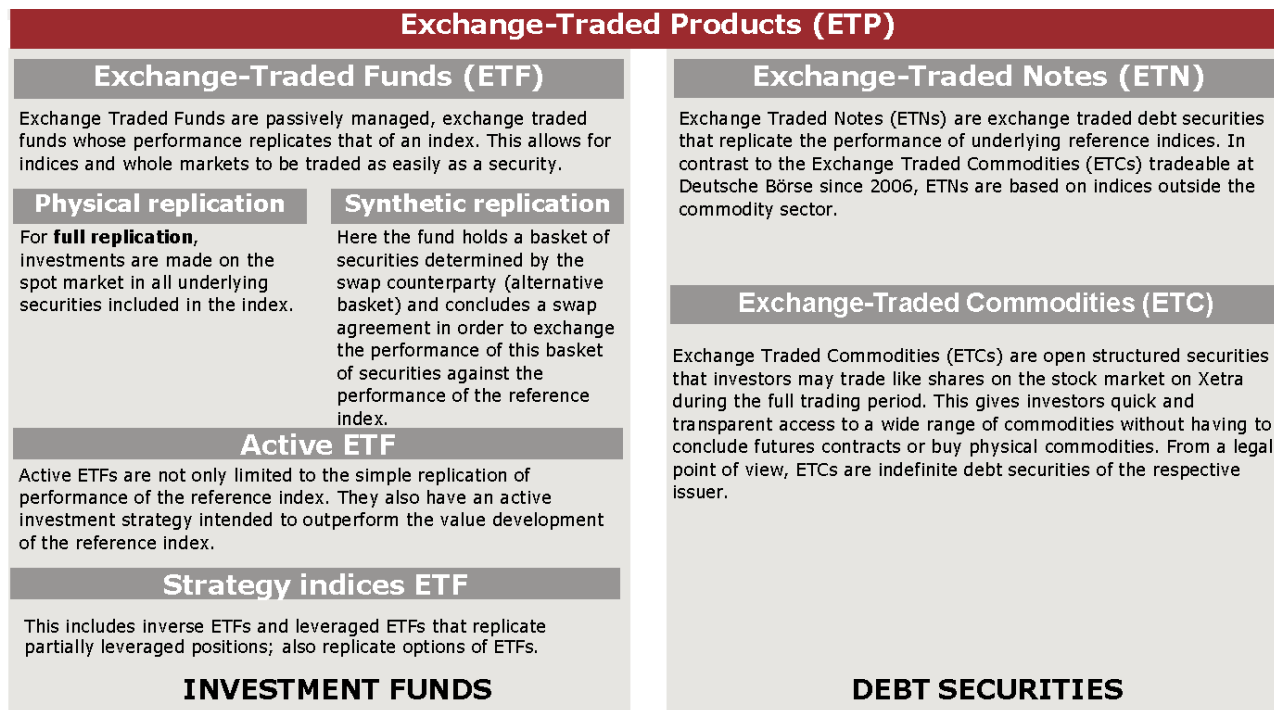 Exchange-Traded Products (ETP)
Exchange-Traded Funds (ETF)
Exchange Traded Funds are passively managed, exchange traded
funds whose performance replicates that of an index. This allows for
indices and whole markets to be traded as easily as a security.
Physical replication
For full replication,
investments are made on the
spot market in all underlying
securities included in the index.
Synthetic replication
Here the fund holds a basket of
securities determined by the
swap counterparty (alternative
basket) and concludes a swap
agreement in order to exchange
the performance of this basket
of securities against the
performance of the reference
index.
Active ETF
Active ETFs are not only limited to the simple replication of
performance of the reference index. They also have an active
investment strategy intended to outperform the value development
of the reference index.
Strategy indices ETF
This includes inverse ETFs and leveraged ETFs that replicate
partially leveraged positions; also replicate options of ETFs.
INVESTMENT FUNDS
Exchange-Traded Notes (ETN)
Exchange Traded Notes (ETNs) are exchange traded debt securities
that replicate the performance of underlying reference indices. In
contrast to the Exchange Traded Commodities (ETCs) tradeable at
Deutsche Börse since 2006, ETNs are based on indices outside the
commodity sector.
Exchange-Traded Commodities (ETC)
Exchange Traded Commodities (ETCs) are open structured securities
that investors may trade like shares on the stock market on Xetra
during the full trading period. This gives investors quick and
transparent access to a wide range of commodities without having to
conclude futures contracts or buy physical commodities. From a legal
point of view, ETCs are indefinite debt securities of the respective
issuer.
DEBT SECURITIES